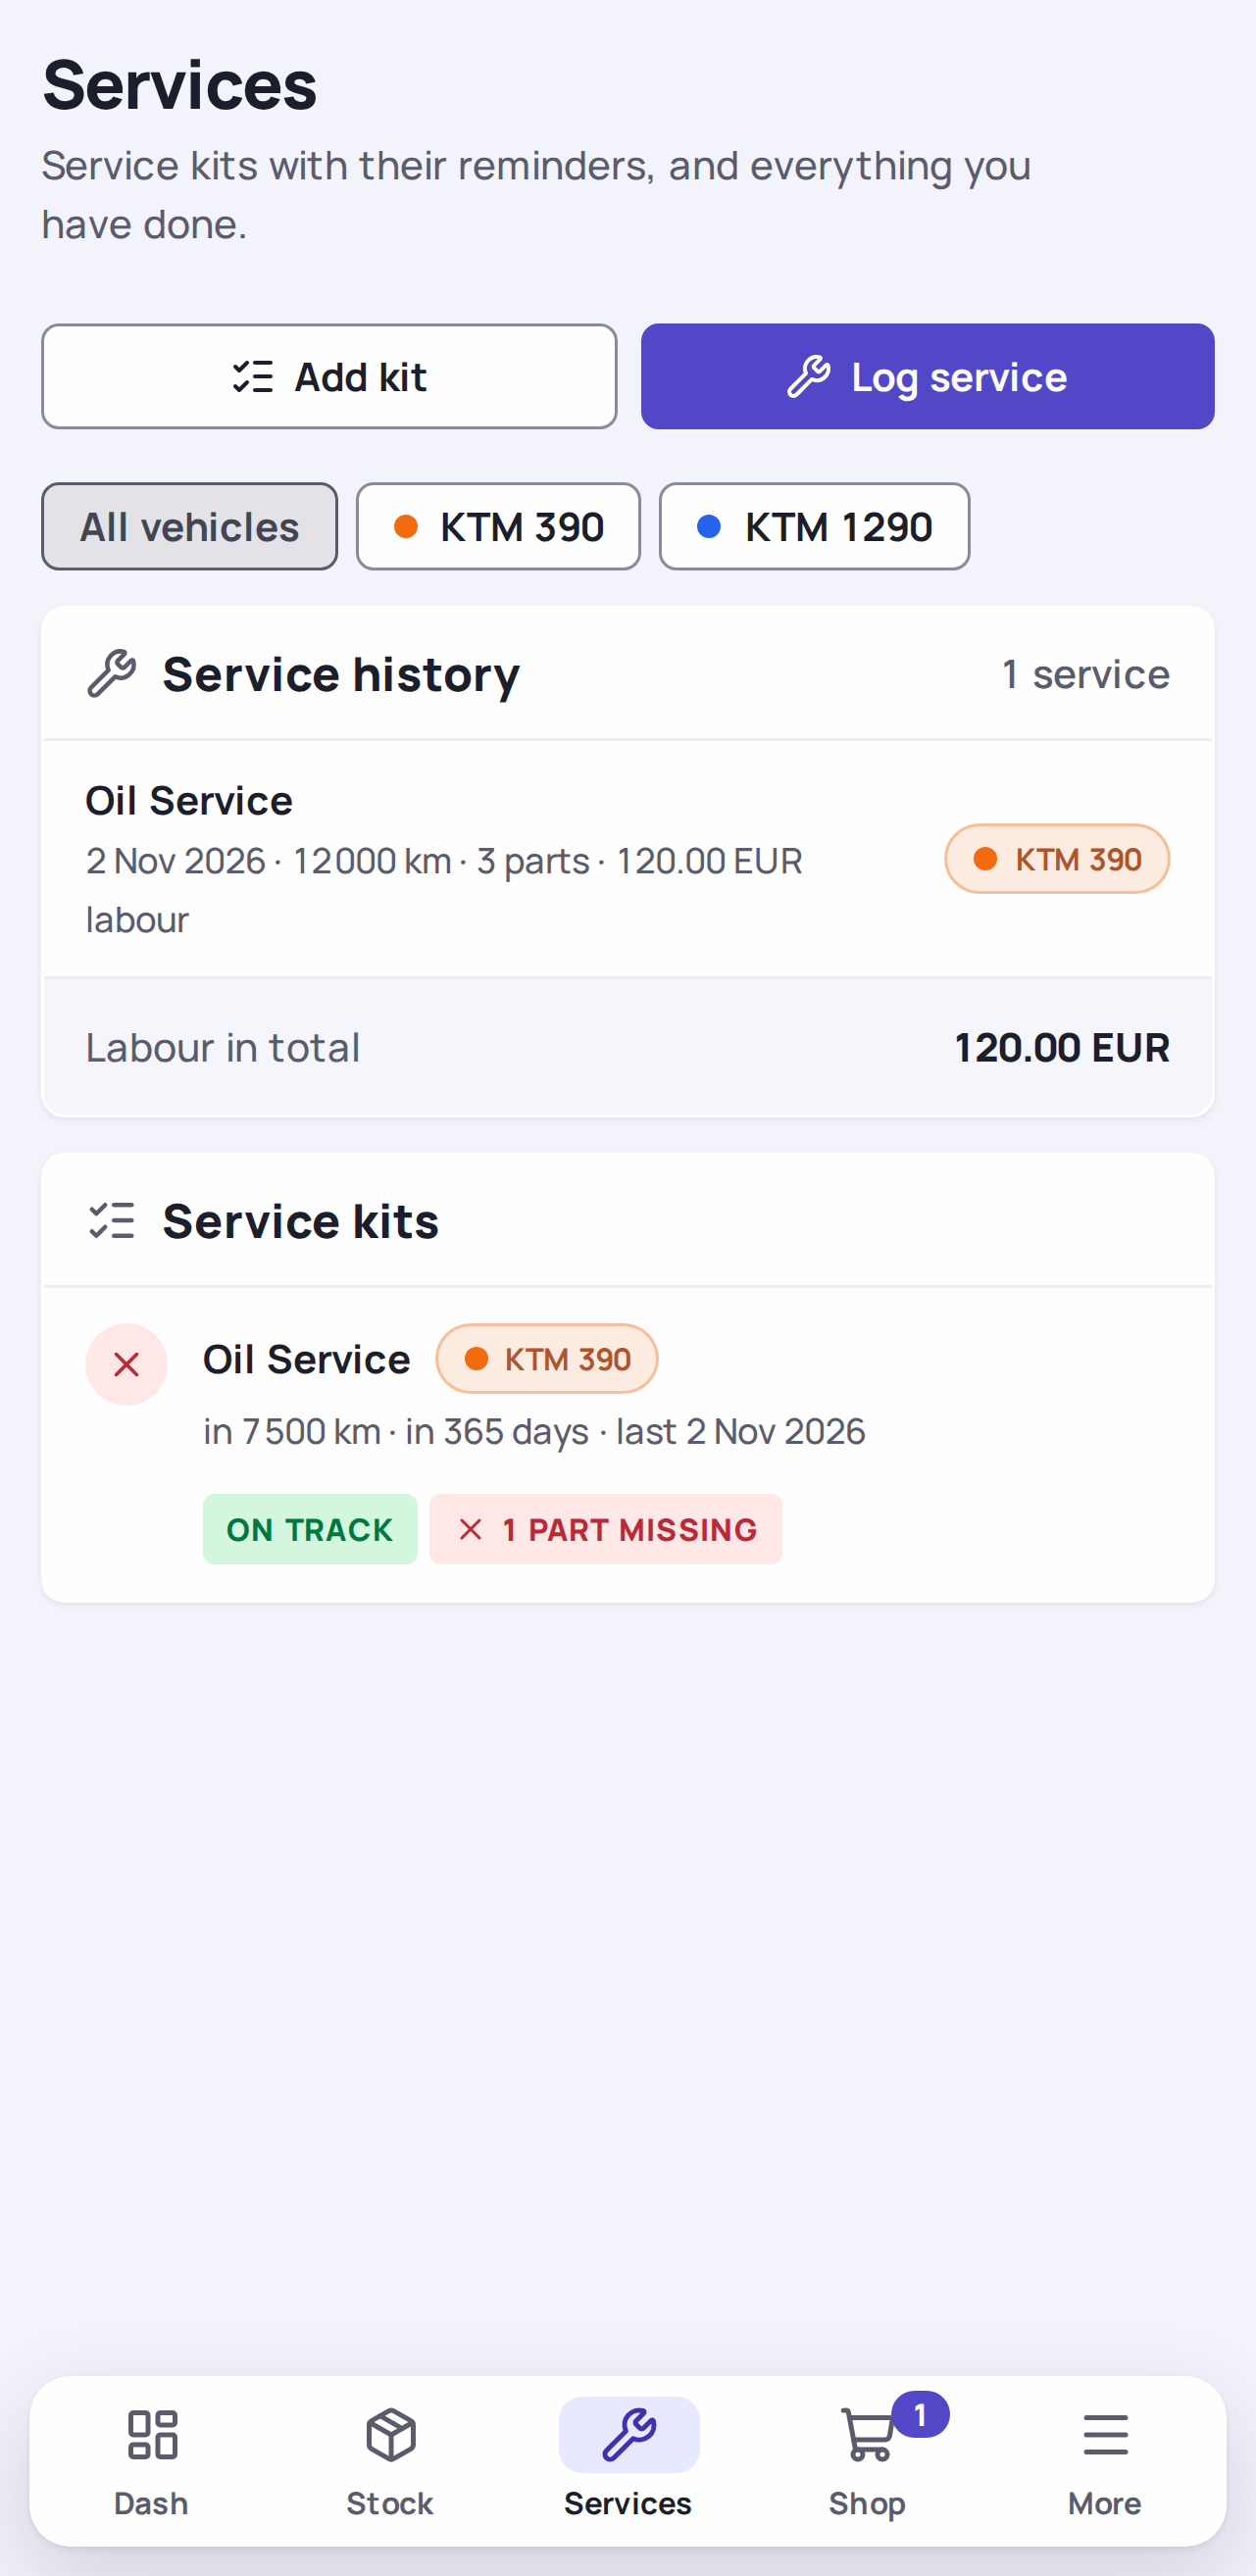 Services
Service kits with their reminders, and everything you
have done.
Add kit
Log service
All vehicles
KTM 390
KTM 1290
Service history
1 service
Oil Service
2 Nov 2026 · 12 000 km · 3 parts · 120.00 EUR
labour
KTM 390
Labour in total
120.00 EUR
Service kits
Oil Service
KTM 390
in 7 500 km · in 365 days · last 2 Nov 2026
ON TRACK
1 PART MISSING
1
Dash
Stock
Services
Shop
More